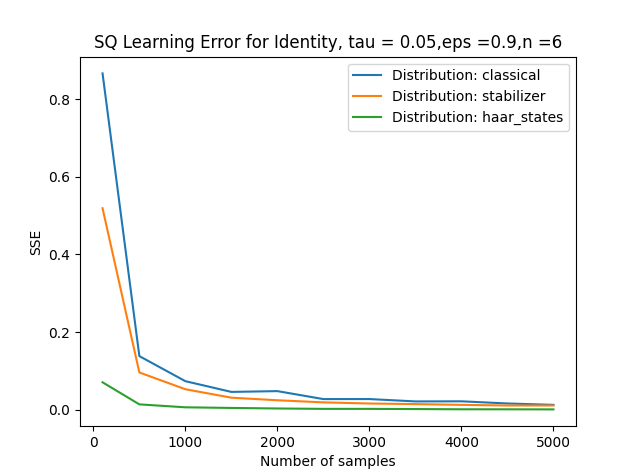 SQ Learning Error for Identity, tau = 0.05,eps =0.9,n =6
Distribution: classical
Distribution: stabilizer
Distribution: haar_states
0.8
0.6
0.4
0.2
0.0
SSE
0 1000 2000 3000 4000 5000
Number of samples